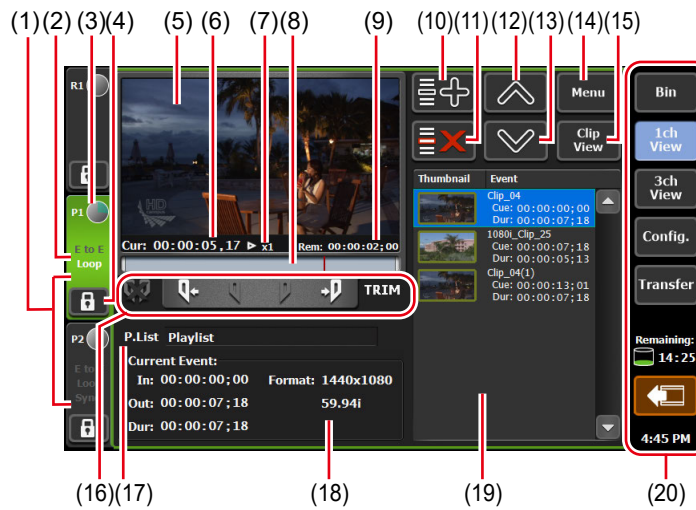 (1)(2)(3)(4) (5) (6) (7)(8) (9) (10)(11)(12)(13)(14)(15)
R1
P1
E to E
Loop
P2
E to
Loo
Sync
HD
Cur: 00:00:05,17 x1 Rem: 00:00:02;00
TRIM
P.List Playlist
Current Event:
In: 00:00:00;00 Format: 1440x1080
Out: 00:00:07;18 59.94i
Dur: 00:00:07;18
Menu
Clip
View
Thumbnail Event
Clip_04
Cue: 00:00:00;00
Dur: 00:00:07;18
1080i_Clip_25
Cue: 00:00:07;18
Dur: 00:00:05;13
Clip_04(1)
Cue: 00:00:13;01
Dur: 00:00:07;18
Bin
1ch
View
3ch
View
Config.
Transfer
Remaining:
14:25
4:45 PM
(16)(17) (18) (19) (20)